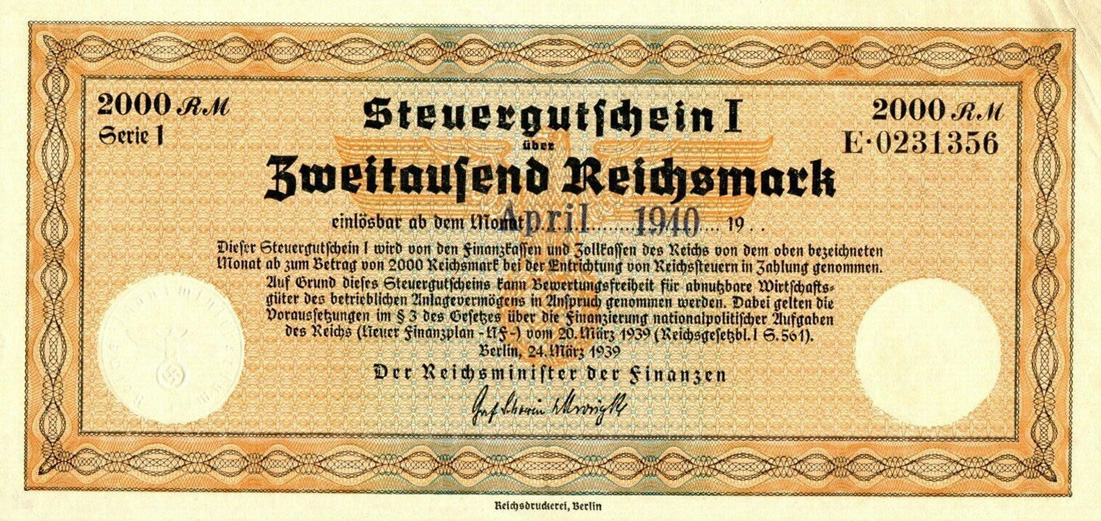 2000 RM
Serie I
Steuergutschein I
über
Zweitausend Reichsmark
2000 RM
E·0231356
einlösbar ab dem Monat April 1940 19 . .
Dieser Steuergutschein I wird von den Finanzkassen und Zollkassen des Reichs von dem oben bezeichneten
Monat ab zum Betrag von 2000 Reichsmark bei der Entrichtung von Reichssteuern in Zahlung genommen.
Auf Grund dieses Steuergutscheins kann Bewertungsfreiheit für abnutzbare Wirtschafts-
güter des betrieblichen Anlagevermögens in Anspruch genommen werden. Dabei gelten die
Voraussetzungen im § 3 des Gesetzes über die Finanzierung nationalpolitischer Aufgaben
des Reichs (Neuer Finanzplan -NF-) vom 20. März 1939 (Reichsgesetzbl. I S. 561).
Berlin, 24. März 1939
Der Reichsminister der Finanzen
Graf Schwerin Krosigk
Reichsdruckerei, Berlin